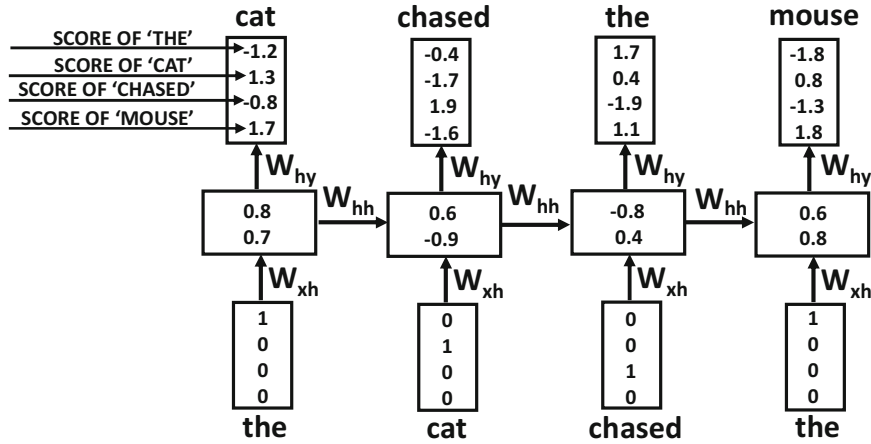 cat chased the mouse
SCORE OF ‘THE’
SCORE OF ‘CAT’
SCORE OF ‘CHASED’
SCORE OF ‘MOUSE’
-1.2 -0.4 1.7 -1.8
1.3 -1.7 0.4 0.8
-0.8 1.9 -1.9 -1.3
1.7 -1.6 1.1 1.8
Why Why Why Why
Whh Whh Whh
0.8 0.6 -0.8 0.6
0.7 -0.9 0.4 0.8
Wxh Wxh Wxh Wxh
1 0 0 1
0 1 0 0
0 0 1 0
0 0 0 0
the cat chased the